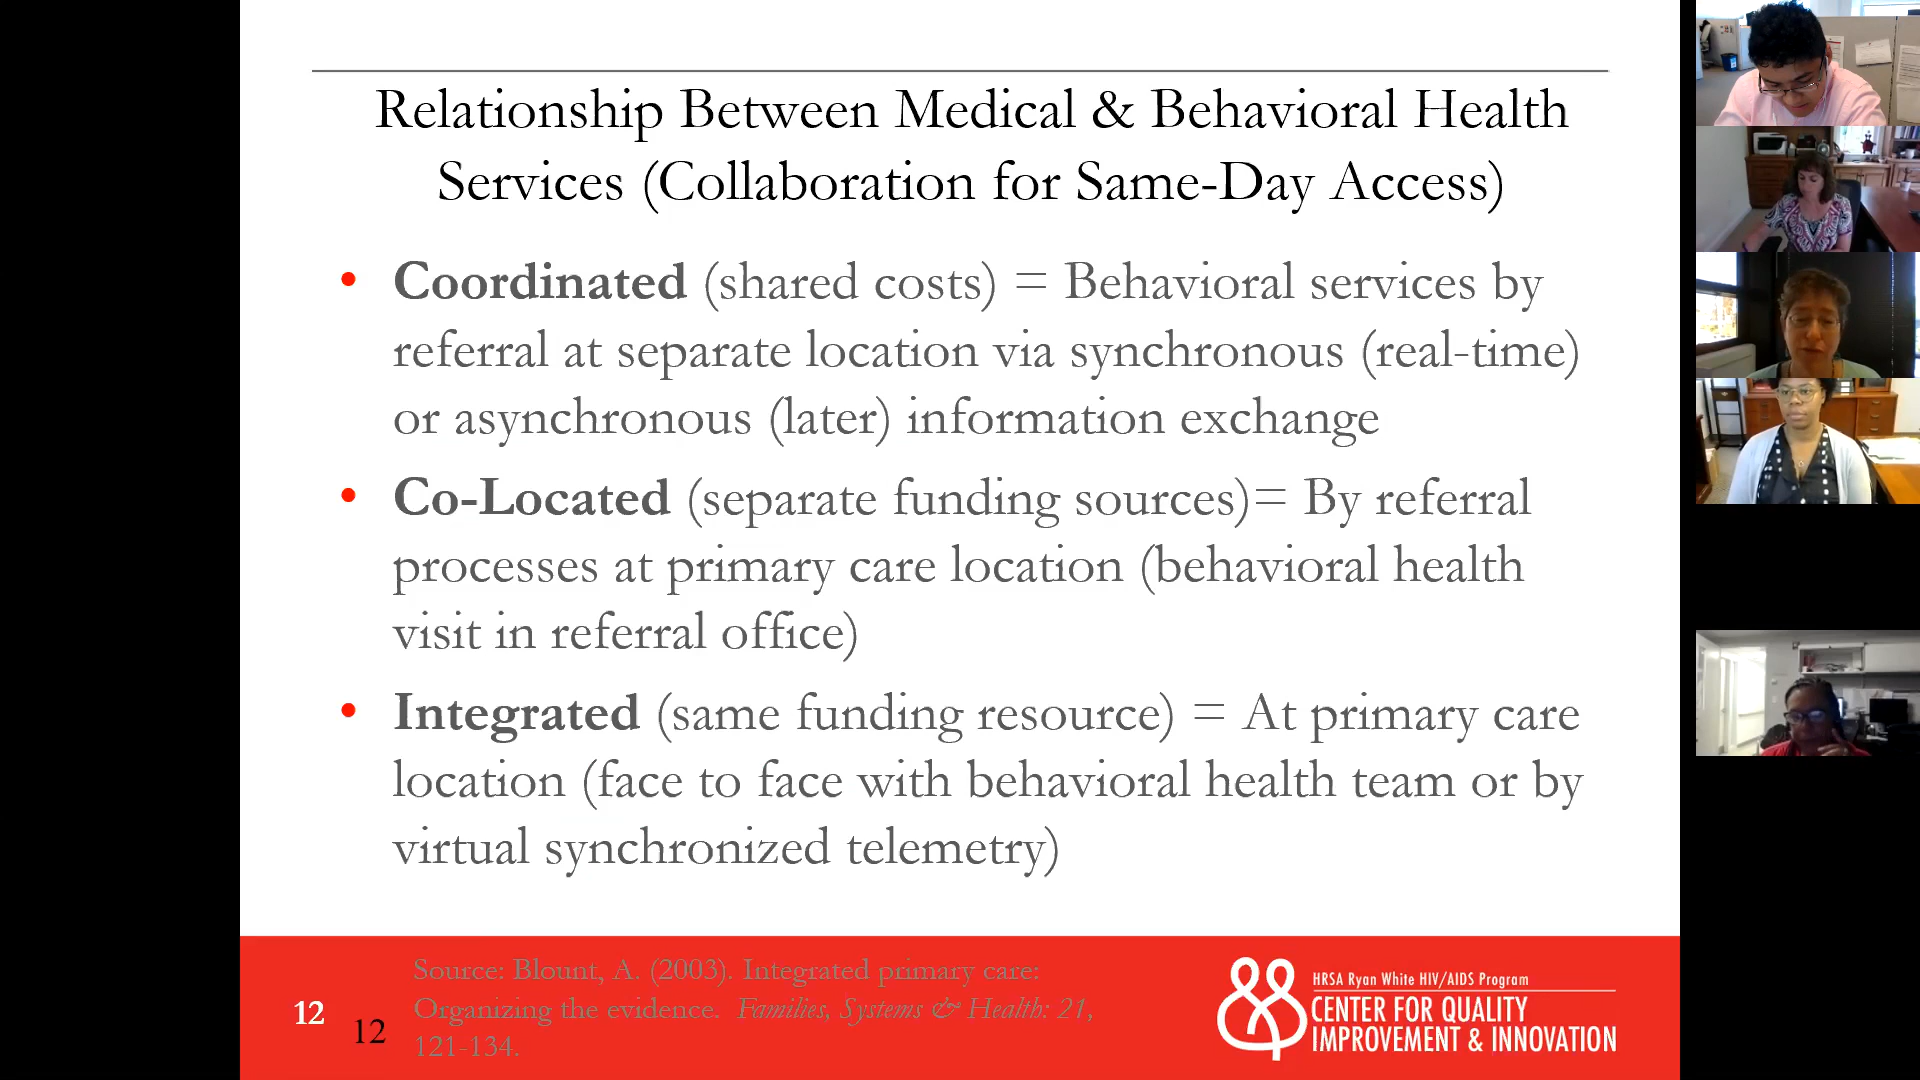 Relationship Between Medical & Behavioral Health
Services (Collaboration for Same-Day Access)
• Coordinated (shared costs) = Behavioral services by
referral at separate location via synchronous (real-time)
or asynchronous (later) information exchange
• Co-Located (separate funding sources)= By referral
processes at primary care location (behavioral health
visit in referral office)
• Integrated (same funding resource) = At primary care
location (face to face with behavioral health team or by
virtual synchronized telemetry)
12
12
Source: Blount, A. (2003). Integrated primary care:
Organizing the evidence. Families, Systems & Health: 21,
121-134.
HRSA Ryan White HIV/AIDS Program
CENTER FOR QUALITY
IMPROVEMENT & INNOVATION